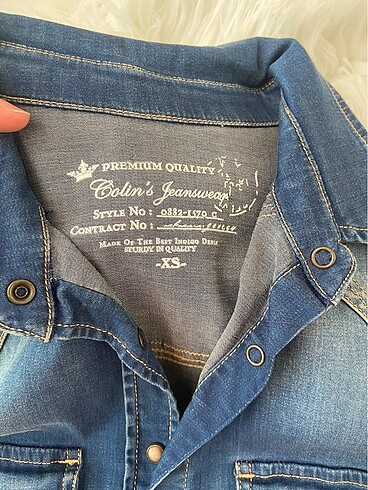 PREMIUM QUALITY
Colin's Jeanswear
STYLE No: 0882-1570 C
CONTRACT No:
MADE OF THE BEST INDIGO DENIM
STURDY IN QUALITY
-XS-